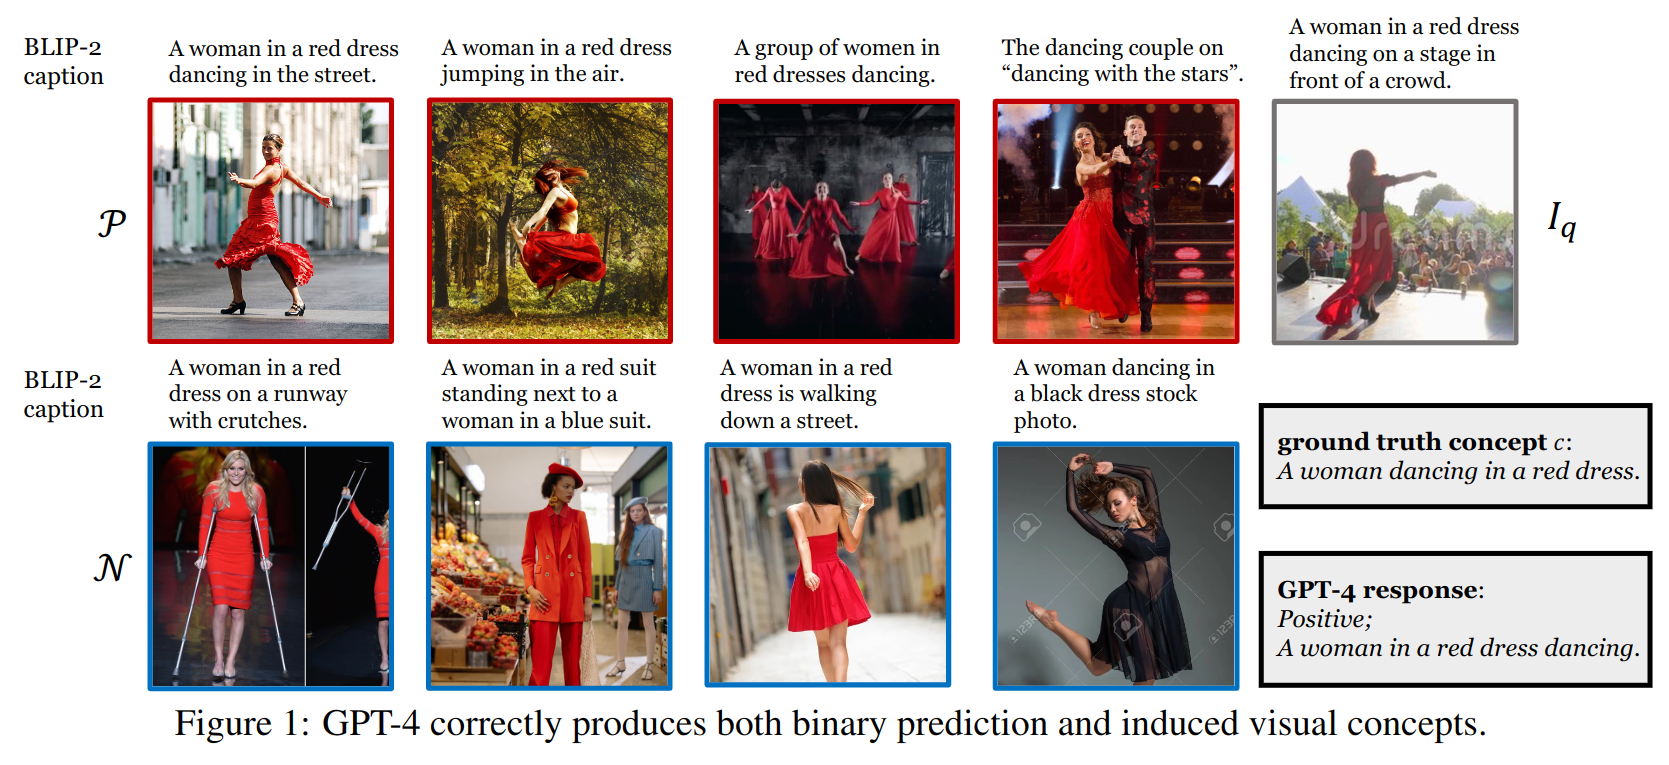 BLIP-2
caption
A woman in a red dress
dancing in the street.
A woman in a red dress
jumping in the air.
A group of women in
red dresses dancing.
The dancing couple on
“dancing with the stars”.
A woman in a red dress
dancing on a stage in
front of a crowd.
𝒫
I_q
BLIP-2
caption
A woman in a red
dress on a runway
with crutches.
A woman in a red suit
standing next to a
woman in a blue suit.
A woman in a red
dress is walking
down a street.
A woman dancing in
a black dress stock
photo.
𝒩
ground truth concept c:
A woman dancing in a red dress.
GPT-4 response:
Positive;
A woman in a red dress dancing.
Figure 1: GPT-4 correctly produces both binary prediction and induced visual concepts.